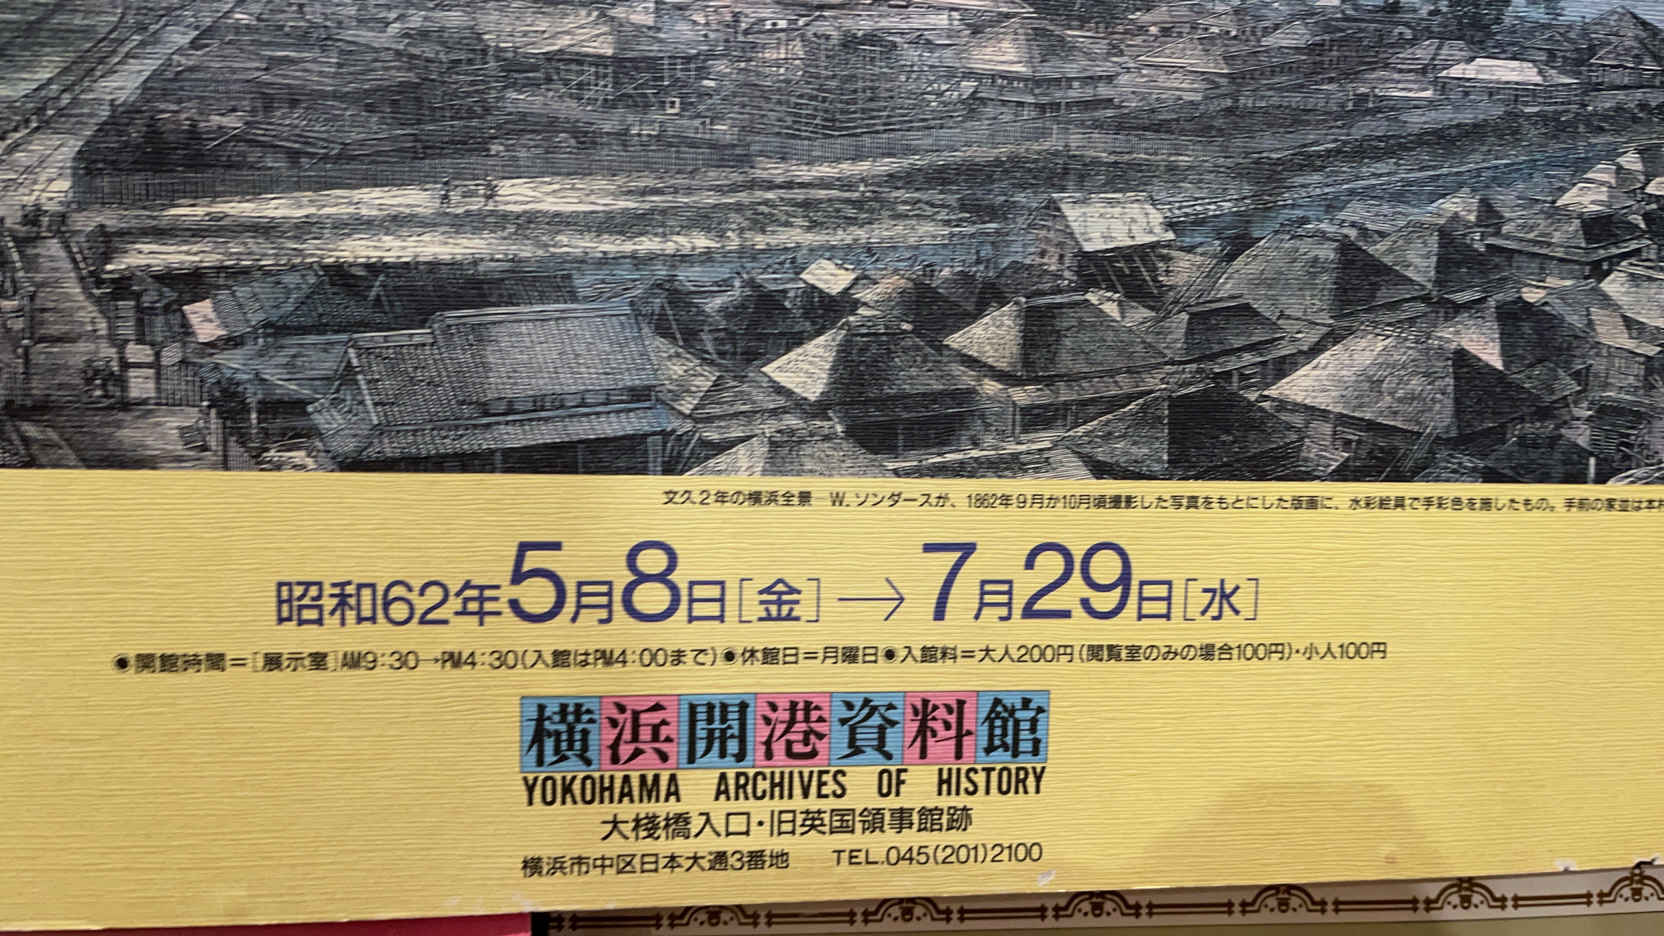 文久2年の横浜全景　W.ソンダースが、1862年9月か10月頃撮影した写真をもとにした版画に、水彩絵具で手彩色を施したもの。手前の家並は本村
昭和62年5月8日[金]→7月29日[水]
◉開館時間=[展示室]AM9:30→PM4:30(入館はPM4:00まで)◉休館日=月曜日◉入館料=大人200円(閲覧室のみの場合100円)・小人100円
横浜開港資料館
YOKOHAMA ARCHIVES OF HISTORY
大棧橋入口・旧英国領事館跡
横浜市中区日本大通3番地　TEL.045(201)2100